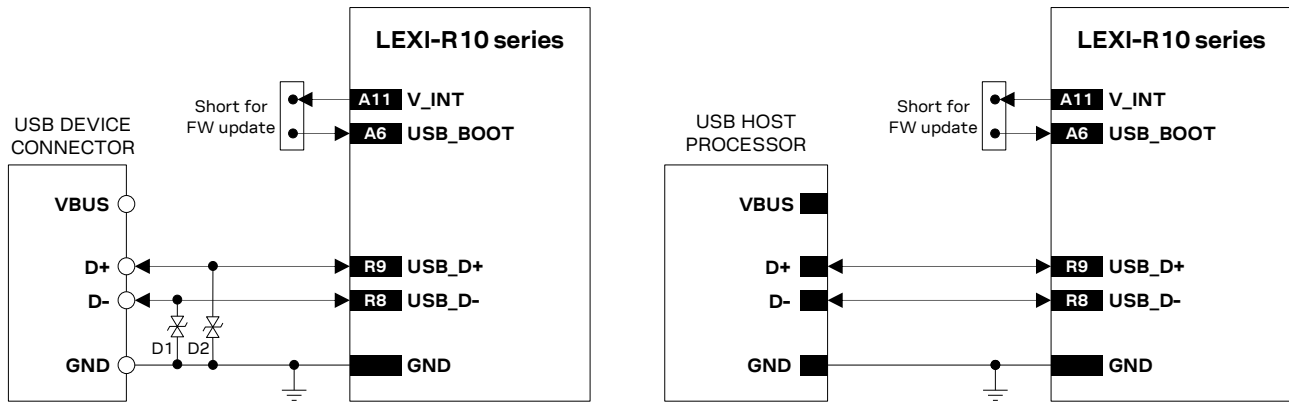 LEXI-R10 series
Short for
FW update
A11 V_INT
A6 USB_BOOT
USB DEVICE
CONNECTOR
VBUS
D+
R9 USB_D+
D-
R8 USB_D-
D1 D2
GND
GND
LEXI-R10 series
Short for
FW update
A11 V_INT
A6 USB_BOOT
USB HOST
PROCESSOR
VBUS
D+
R9 USB_D+
D-
R8 USB_D-
GND
GND